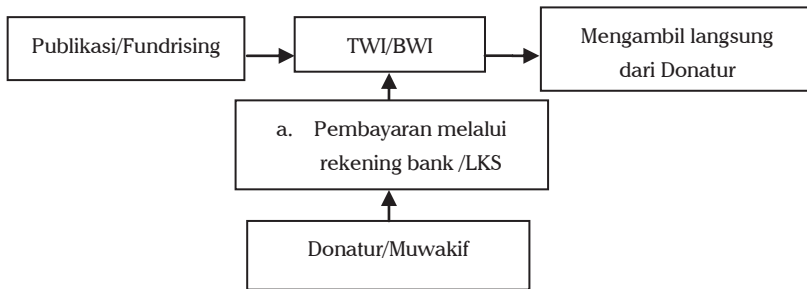 Publikasi/Fundrising
TWI/BWI
Mengambil langsung
dari Donatur
a. Pembayaran melalui
rekening bank /LKS
Donatur/Muwakif